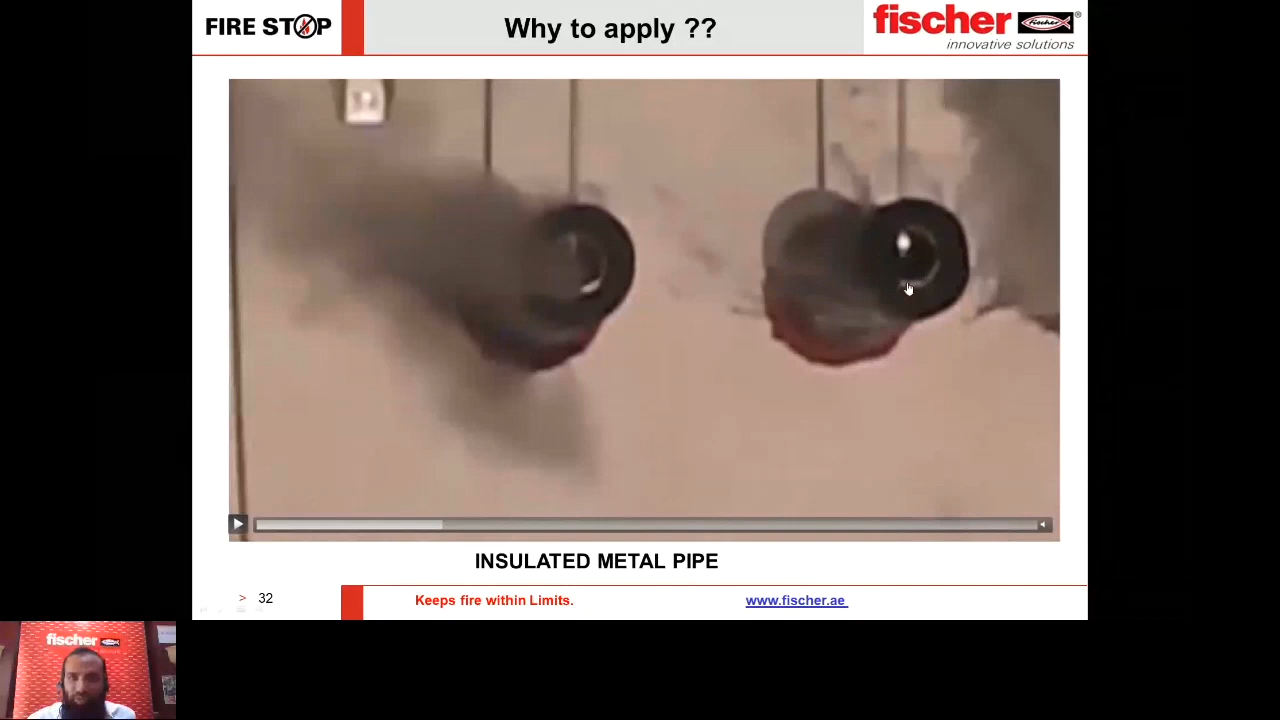 FIRE STOP
Why to apply ??
fischer
fischer
innovative solutions
INSULATED METAL PIPE
> 32
Keeps fire within Limits.
www.fischer.ae
fischer